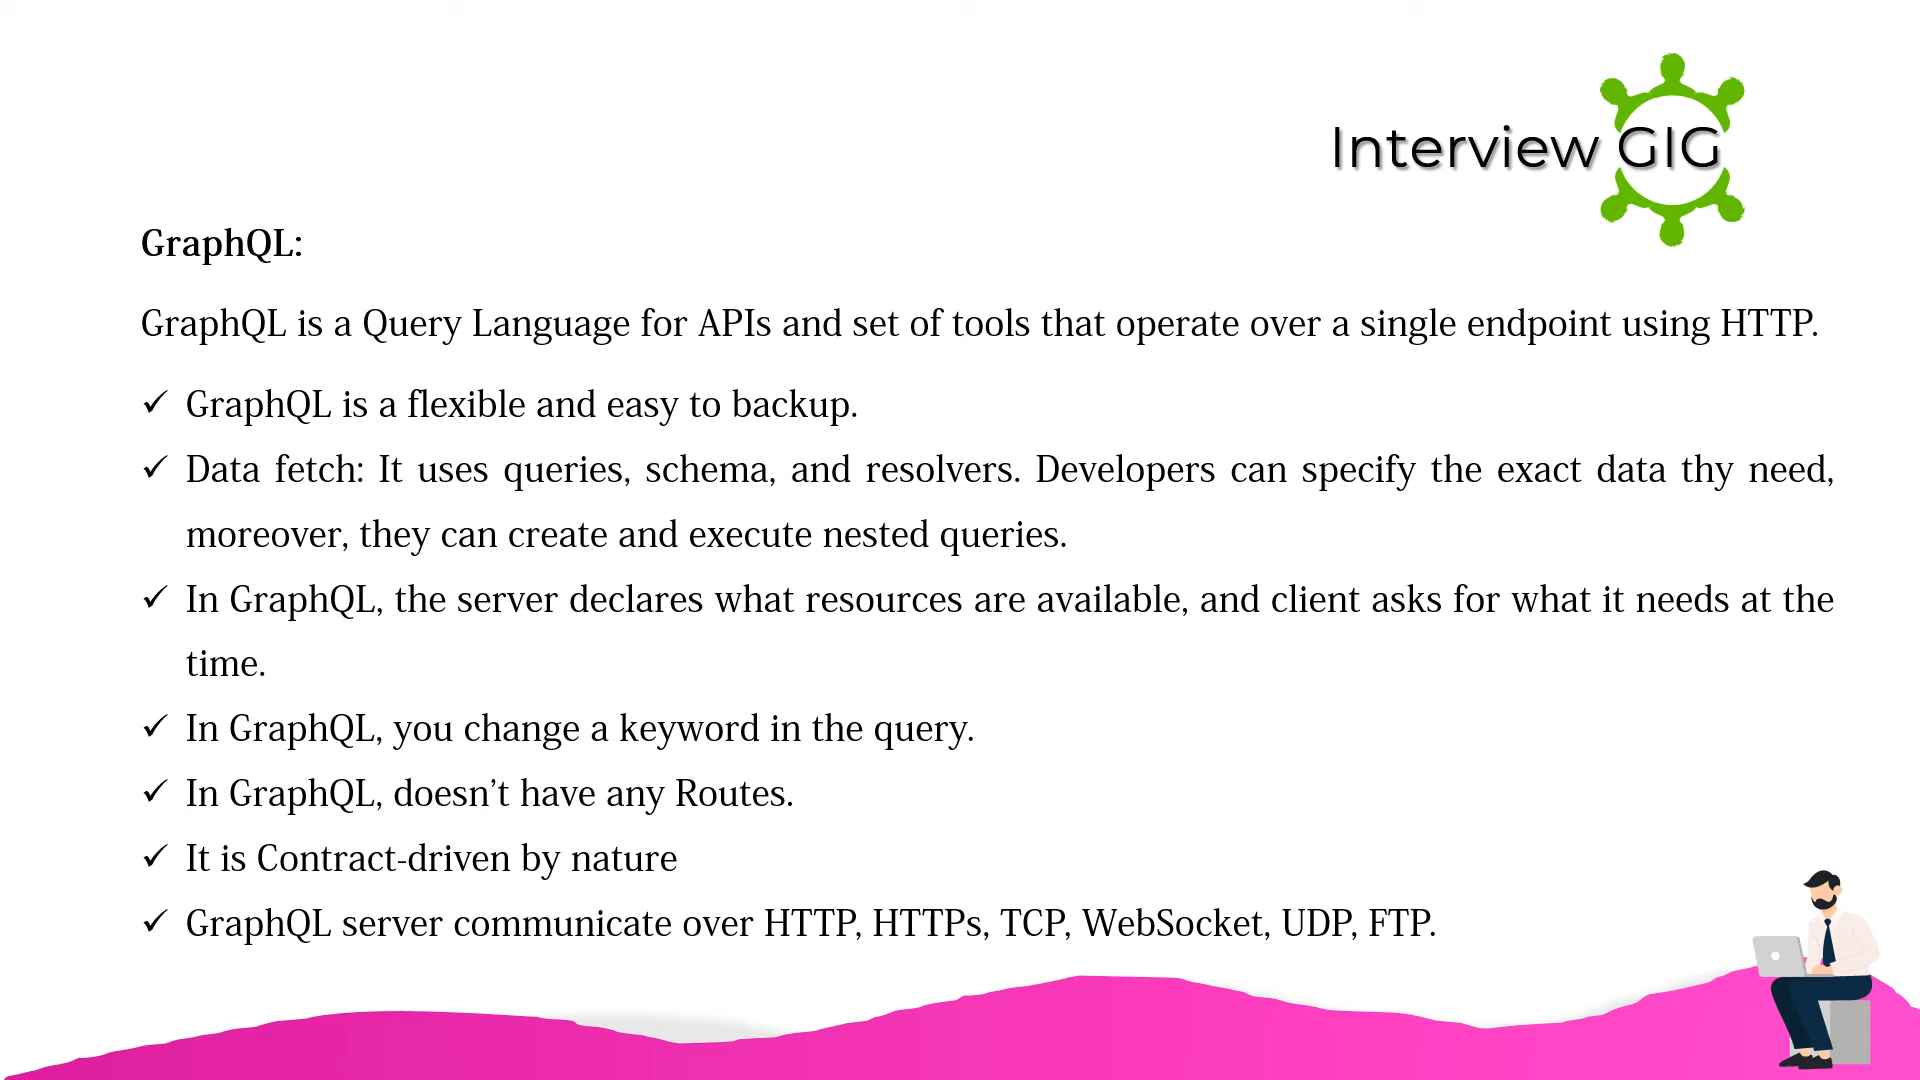 Interview GIG
GraphQL:
GraphQL is a Query Language for APIs and set of tools that operate over a single endpoint using HTTP.
✓ GraphQL is a flexible and easy to backup.
✓ Data fetch: It uses queries, schema, and resolvers. Developers can specify the exact data thy need,
moreover, they can create and execute nested queries.
✓ In GraphQL, the server declares what resources are available, and client asks for what it needs at the
time.
✓ In GraphQL, you change a keyword in the query.
✓ In GraphQL, doesn’t have any Routes.
✓ It is Contract-driven by nature
✓ GraphQL server communicate over HTTP, HTTPs, TCP, WebSocket, UDP, FTP.